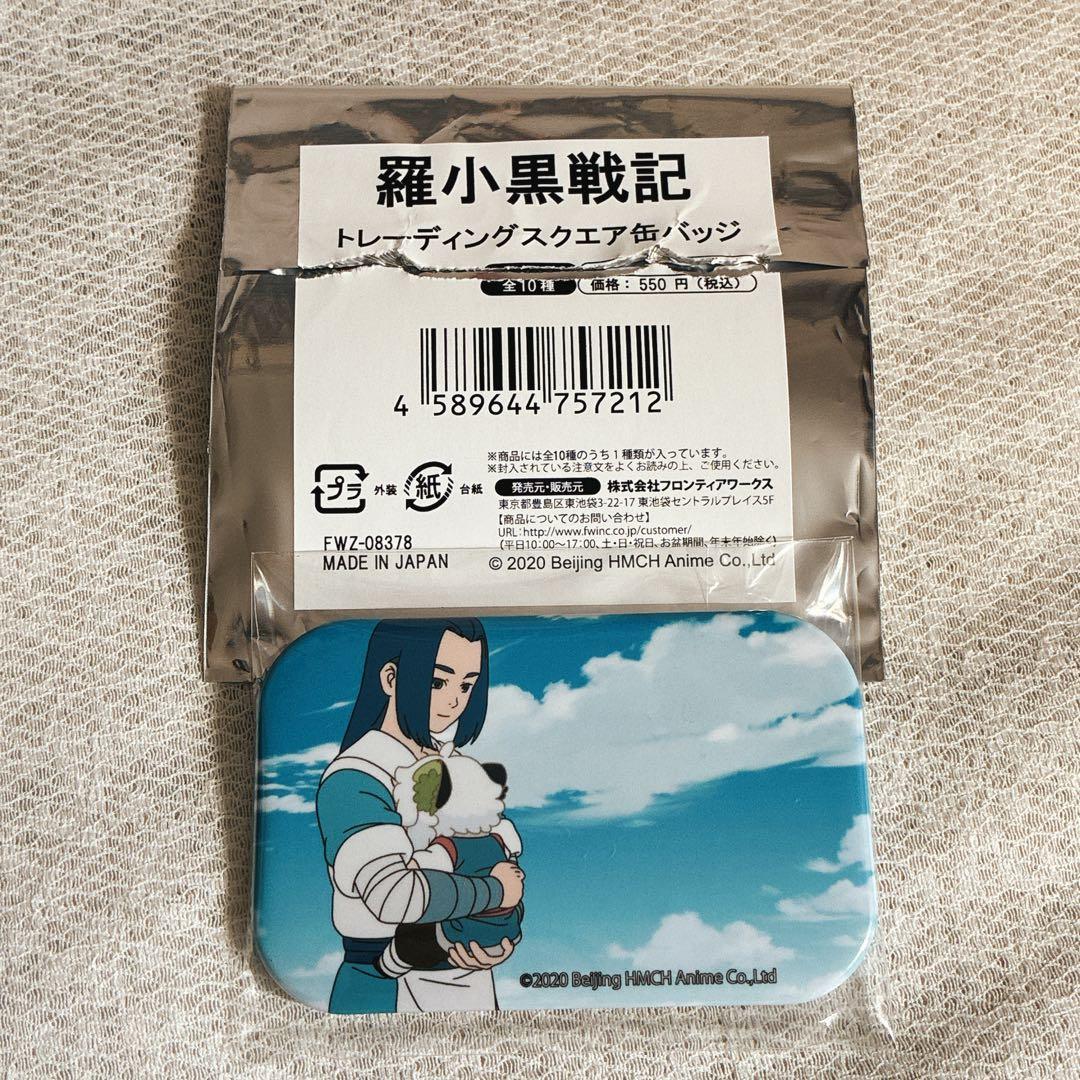 羅小黒戦記
トレーディングスクエア缶バッジ
全10種 価格：550円（税込）
4 589644 757212
※商品には全10種のうち1種類が入っています。
※封入されている注意文をよくお読みの上、ご使用ください。
プラ 外装 紙 台紙
発売元・販売元 株式会社フロンティアワークス
東京都豊島区東池袋3-22-17 東池袋セントラルプレイス5F
【商品についてのお問い合わせ】
URL：http://www.fwinc.co.jp/customer/
（平日10：00～17：00、土・日・祝日、お盆期間、年末年始除く）
FWZ-08378
MADE IN JAPAN
© 2020 Beijing HMCH Anime Co.,Ltd
©2020 Beijing HMCH Anime Co.,Ltd